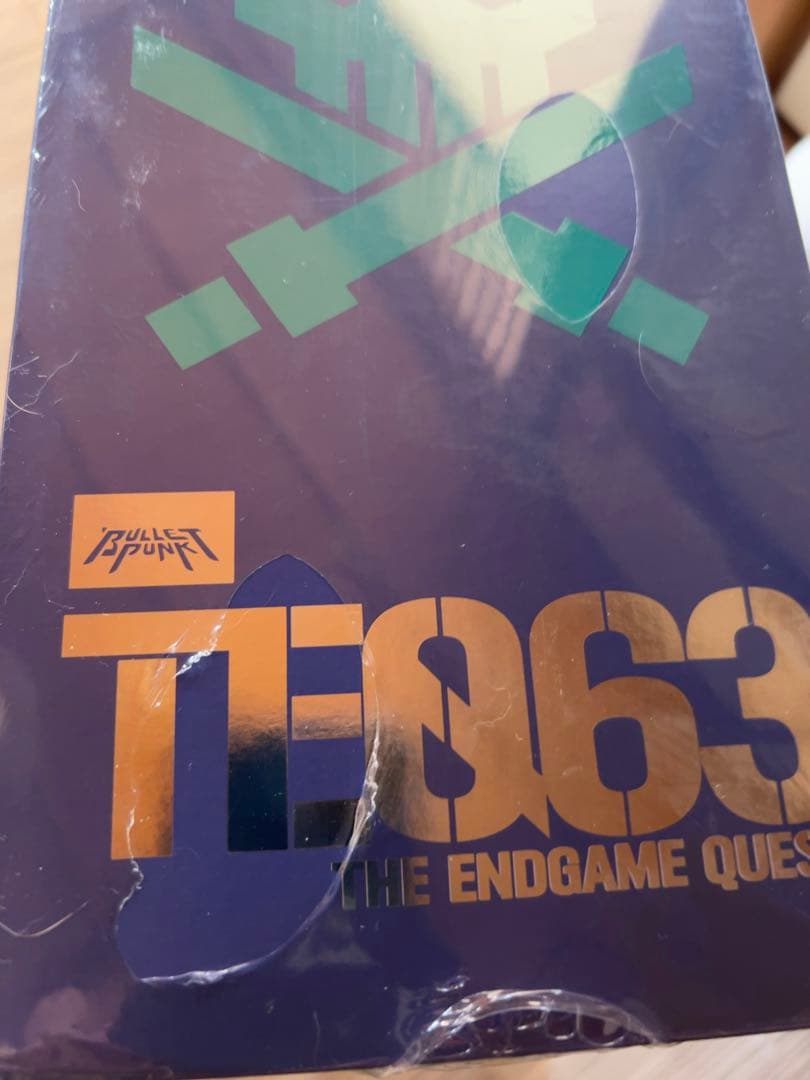 BULLET
PUNK
TEQ63
THE ENDGAME QUES